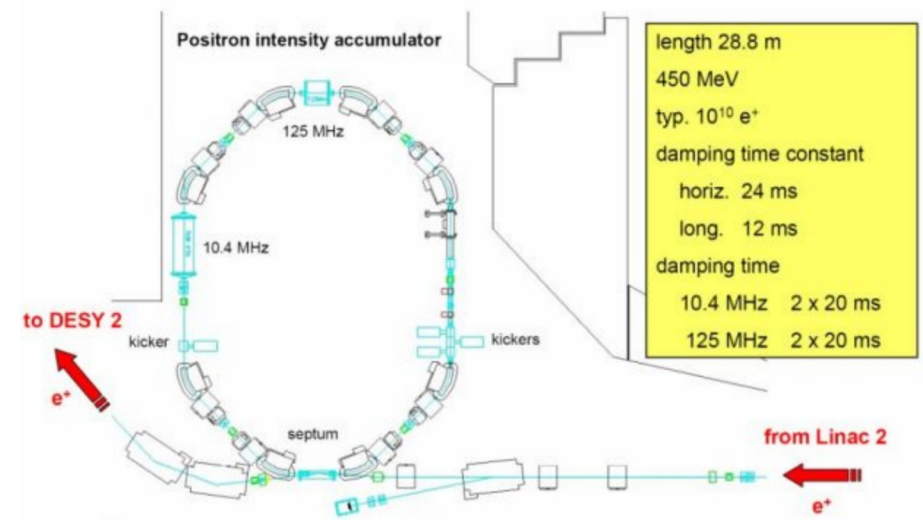 Positron intensity accumulator
125 MHz
10.4 MHz
kicker
kickers
septum
to DESY 2
e⁺
from Linac 2
e⁺
length 28.8 m
450 MeV
typ. 10¹⁰ e⁺
damping time constant
horiz. 24 ms
long. 12 ms
damping time
10.4 MHz 2 x 20 ms
125 MHz 2 x 20 ms